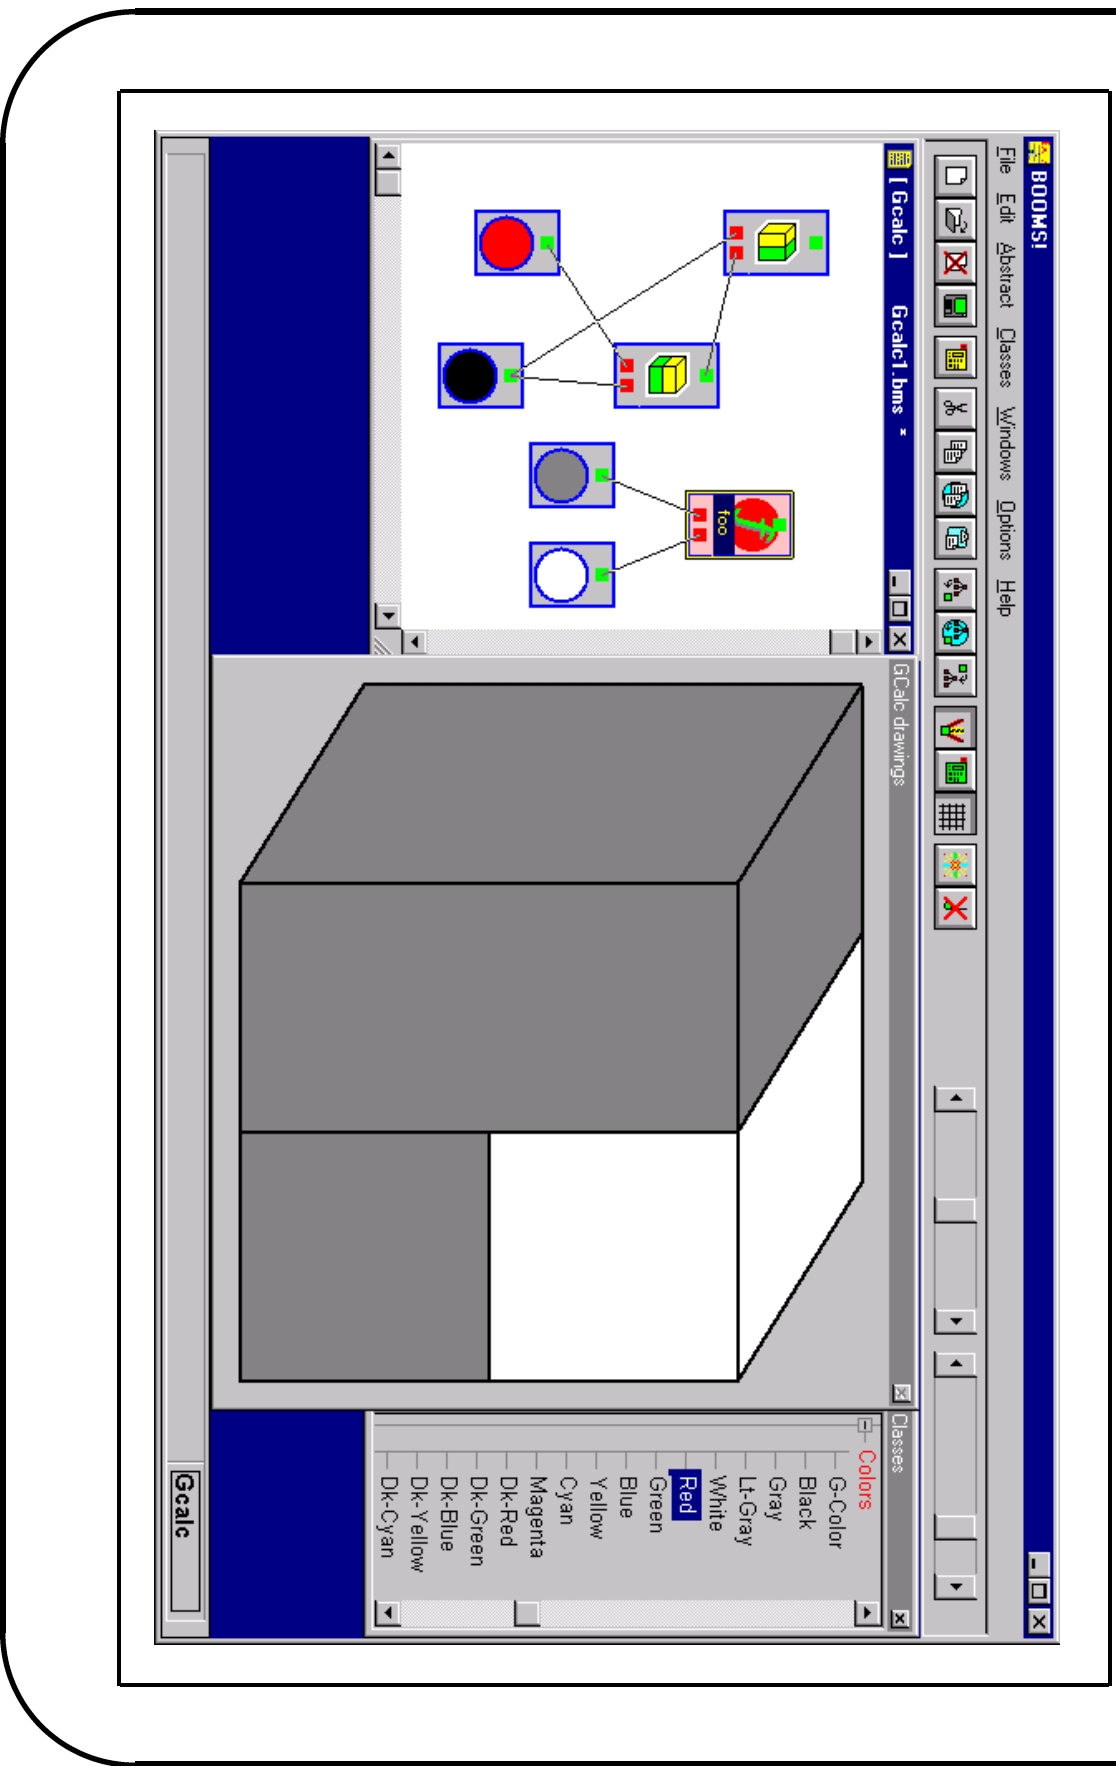 BOOMS!
File Edit Abstract Classes Windows Options Help
[ Gcalc ] Gcalc1.bms *
foo
GCalc drawings
Classes
Colors
G-Color
Black
Gray
Lt-Gray
White
Red
Green
Blue
Yellow
Cyan
Magenta
Dk-Red
Dk-Green
Dk-Blue
Dk-Yellow
Dk-Cyan
Gcalc